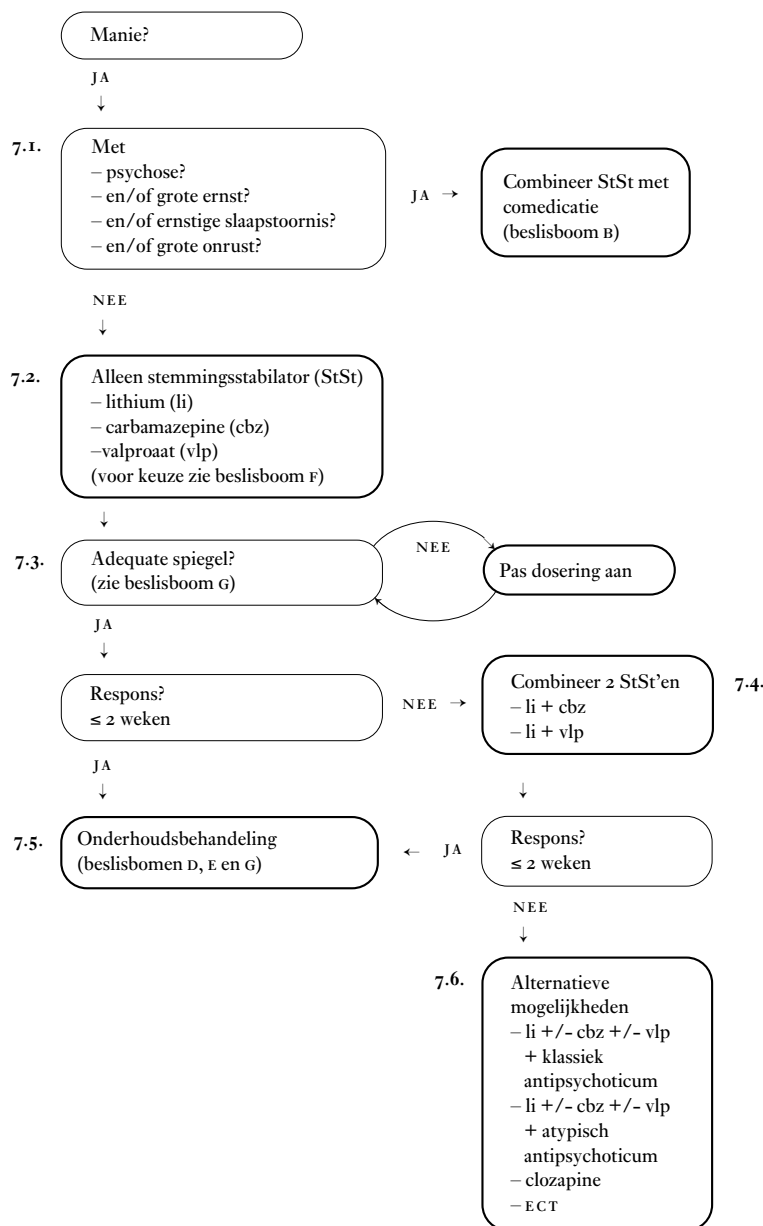 Manie?
JA
↓
7.1.
Met
– psychose?
– en/of grote ernst?
– en/of ernstige slaapstoornis?
– en/of grote onrust?
JA →
Combineer StSt met
comedicatie
(beslisboom B)
NEE
↓
7.2.
Alleen stemmingsstabilator (StSt)
– lithium (li)
– carbamazepine (cbz)
–valproaat (vlp)
(voor keuze zie beslisboom F)
↓
7.3.
Adequate spiegel?
(zie beslisboom G)
NEE
Pas dosering aan
JA
↓
Respons?
≤ 2 weken
NEE →
Combineer 2 StSt'en
– li + cbz
– li + vlp
7.4.
JA
↓
↓
7.5.
Onderhoudsbehandeling
(beslisbomen D, E en G)
← JA
Respons?
≤ 2 weken
NEE
↓
7.6.
Alternatieve
mogelijkheden
– li +/- cbz +/- vlp
+ klassiek
antipsychoticum
– li +/- cbz +/- vlp
+ atypisch
antipsychoticum
– clozapine
– ECT